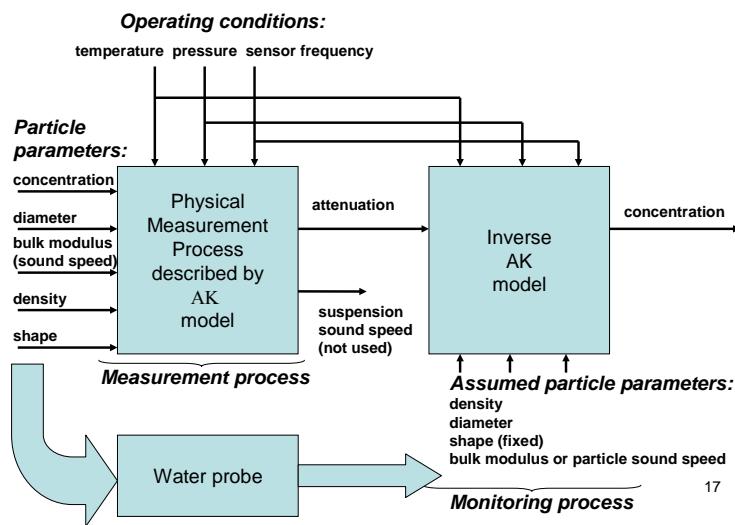 Operating conditions:
temperature pressure sensor frequency
Particle
parameters:
concentration
diameter
bulk modulus
(sound speed)
density
shape
Physical
Measurement
Process
described by
AK
model
attenuation
suspension
sound speed
(not used)
Inverse
AK
model
concentration
Measurement process
Assumed particle parameters:
density
diameter
shape (fixed)
bulk modulus or particle sound speed
Water probe
Monitoring process
17